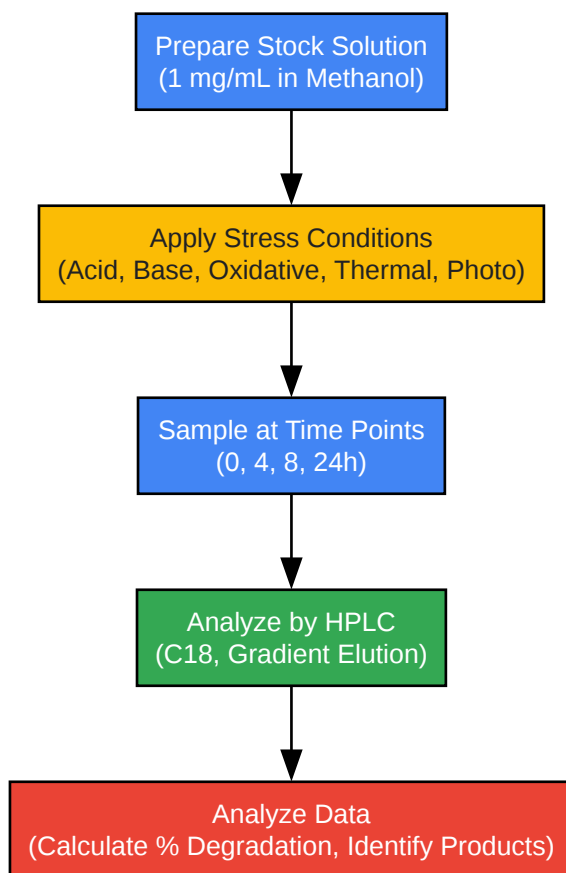 Prepare Stock Solution
(1 mg/mL in Methanol)
Apply Stress Conditions
(Acid, Base, Oxidative, Thermal, Photo)
Sample at Time Points
(0, 4, 8, 24h)
Analyze by HPLC
(C18, Gradient Elution)
Analyze Data
(Calculate % Degradation, Identify Products)